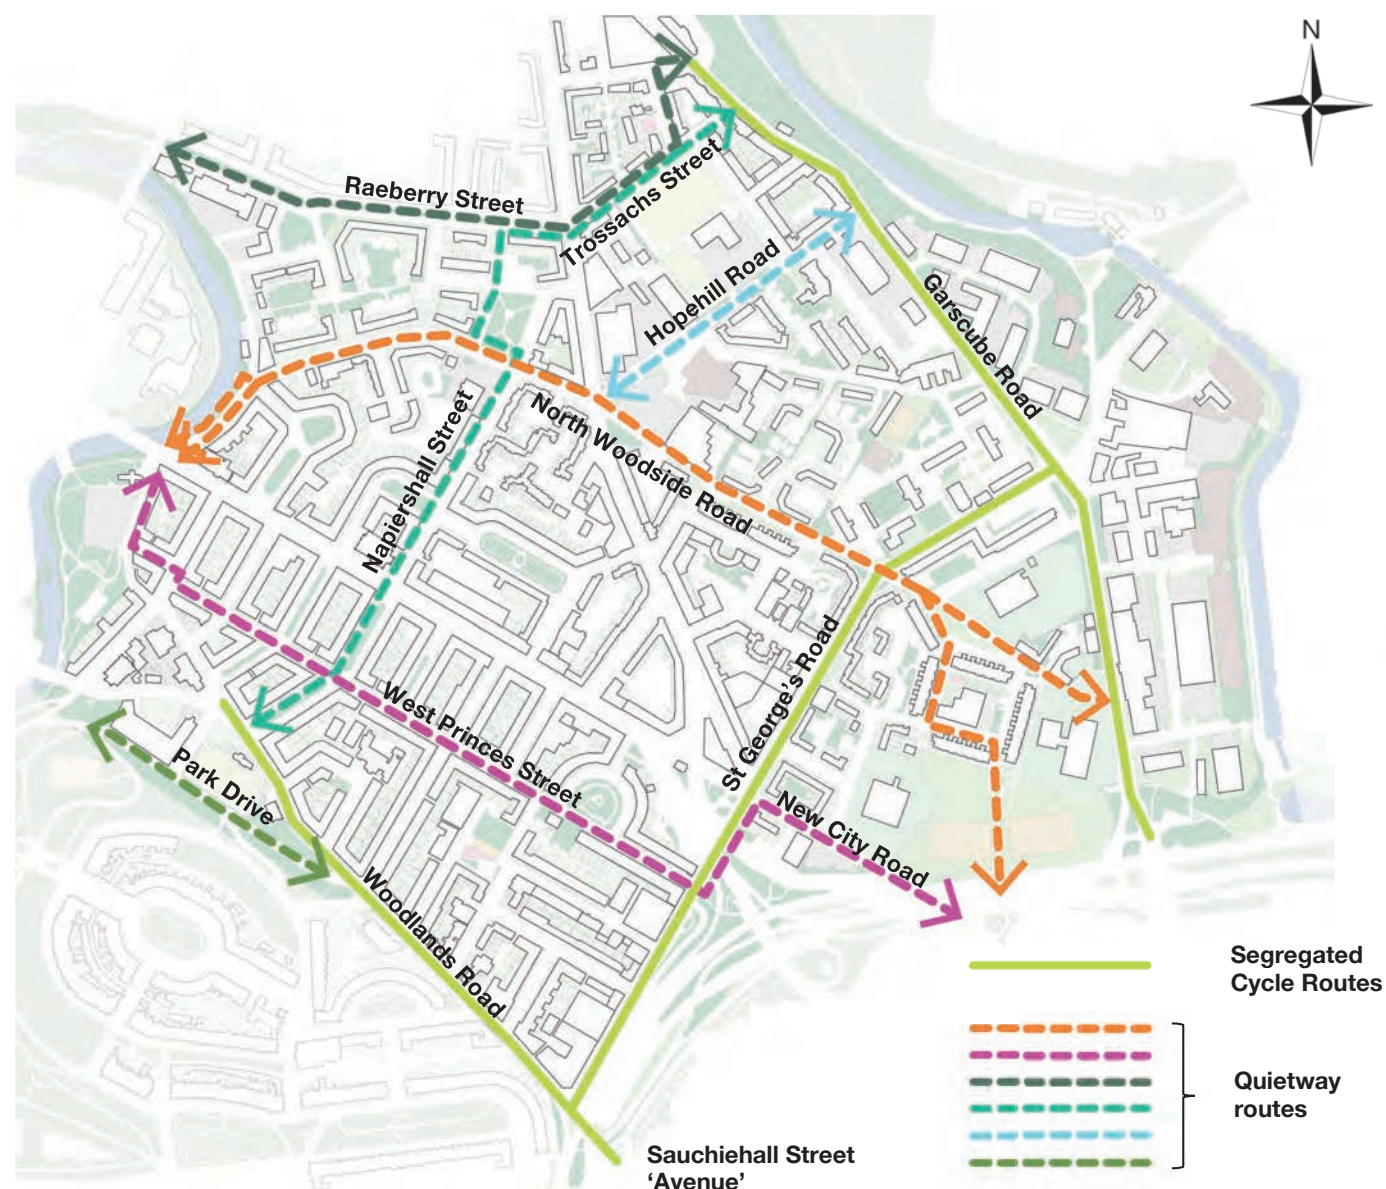 N
Raeberry Street
Trossachs Street
Hopehill Road
Garscube Road
Napiershall Street
North Woodside Road
St George's Road
West Princes Street
Park Drive
New City Road
Woodlands Road
Segregated
Cycle Routes
Quietway
routes
Sauchiehall Street
‘Avenue’